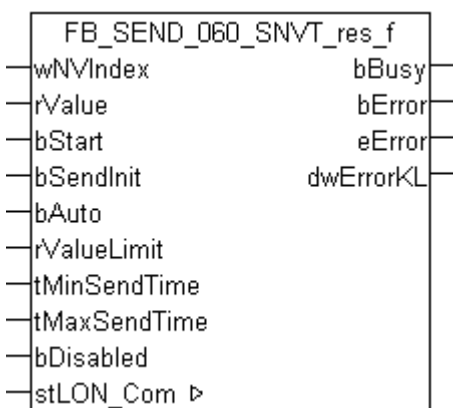 FB_SEND_060_SNVT_res_f
wNVIndex bBusy
rValue bError
bStart eError
bSendInit dwErrorKL
bAuto
rValueLimit
tMinSendTime
tMaxSendTime
bDisabled
stLON_Com ▷